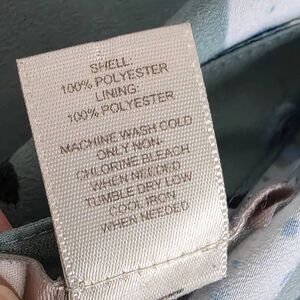 SHELL:
100% POLYESTER
LINING:
100% POLYESTER
MACHINE WASH COLD
ONLY NON-
CHLORINE BLEACH
WHEN NEEDED
TUMBLE DRY LOW
COOL IRON
WHEN NEEDED